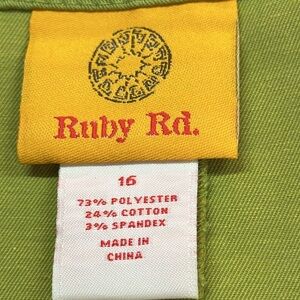 Ruby Rd.
16
73% POLYESTER
24% COTTON
3% SPANDEX
MADE IN
CHINA